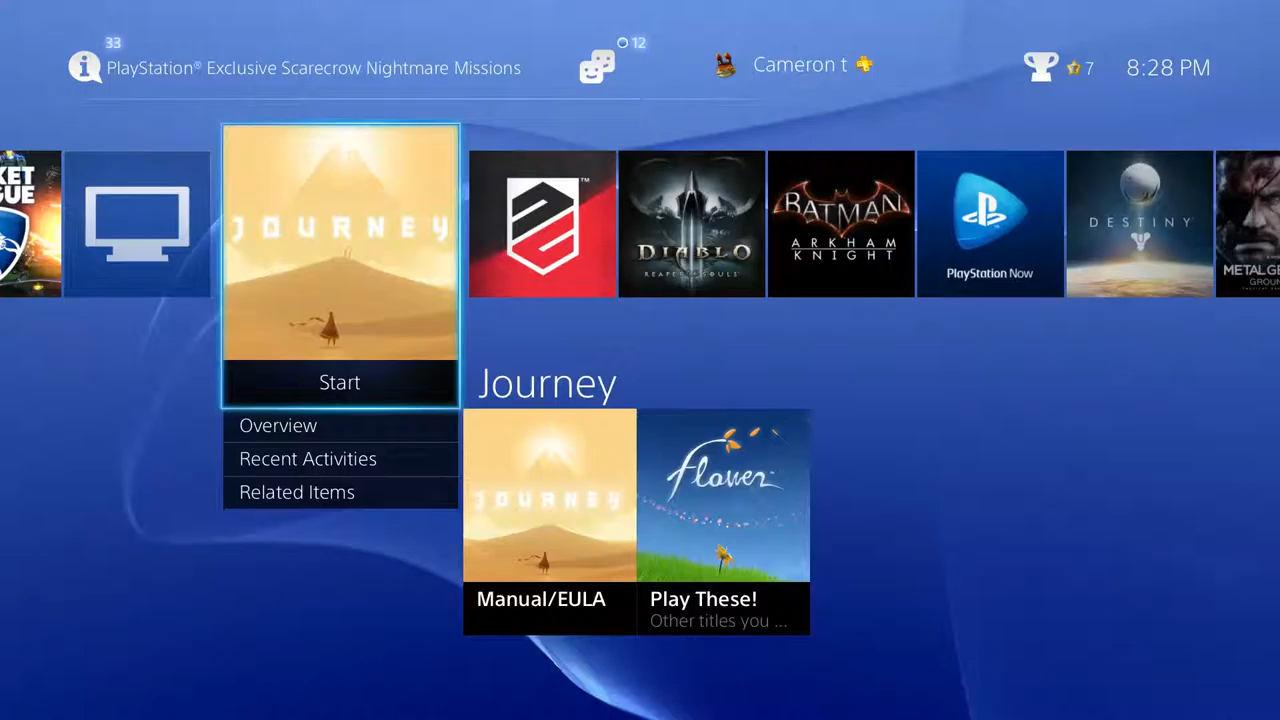 33
PlayStation® Exclusive Scarecrow Nightmare Missions
12
Cameron t
7
8:28 PM
KET
GUE
JOURNEY
™
DIABLO
REAPER OF SOULS
BATMAN
ARKHAM
KNIGHT
PlayStation Now
DESTINY
METAL GE
GROUN
Start
Journey
Overview
Recent Activities
Related Items
JOURNEY
flower
Manual/EULA
Play These!
Other titles you ...